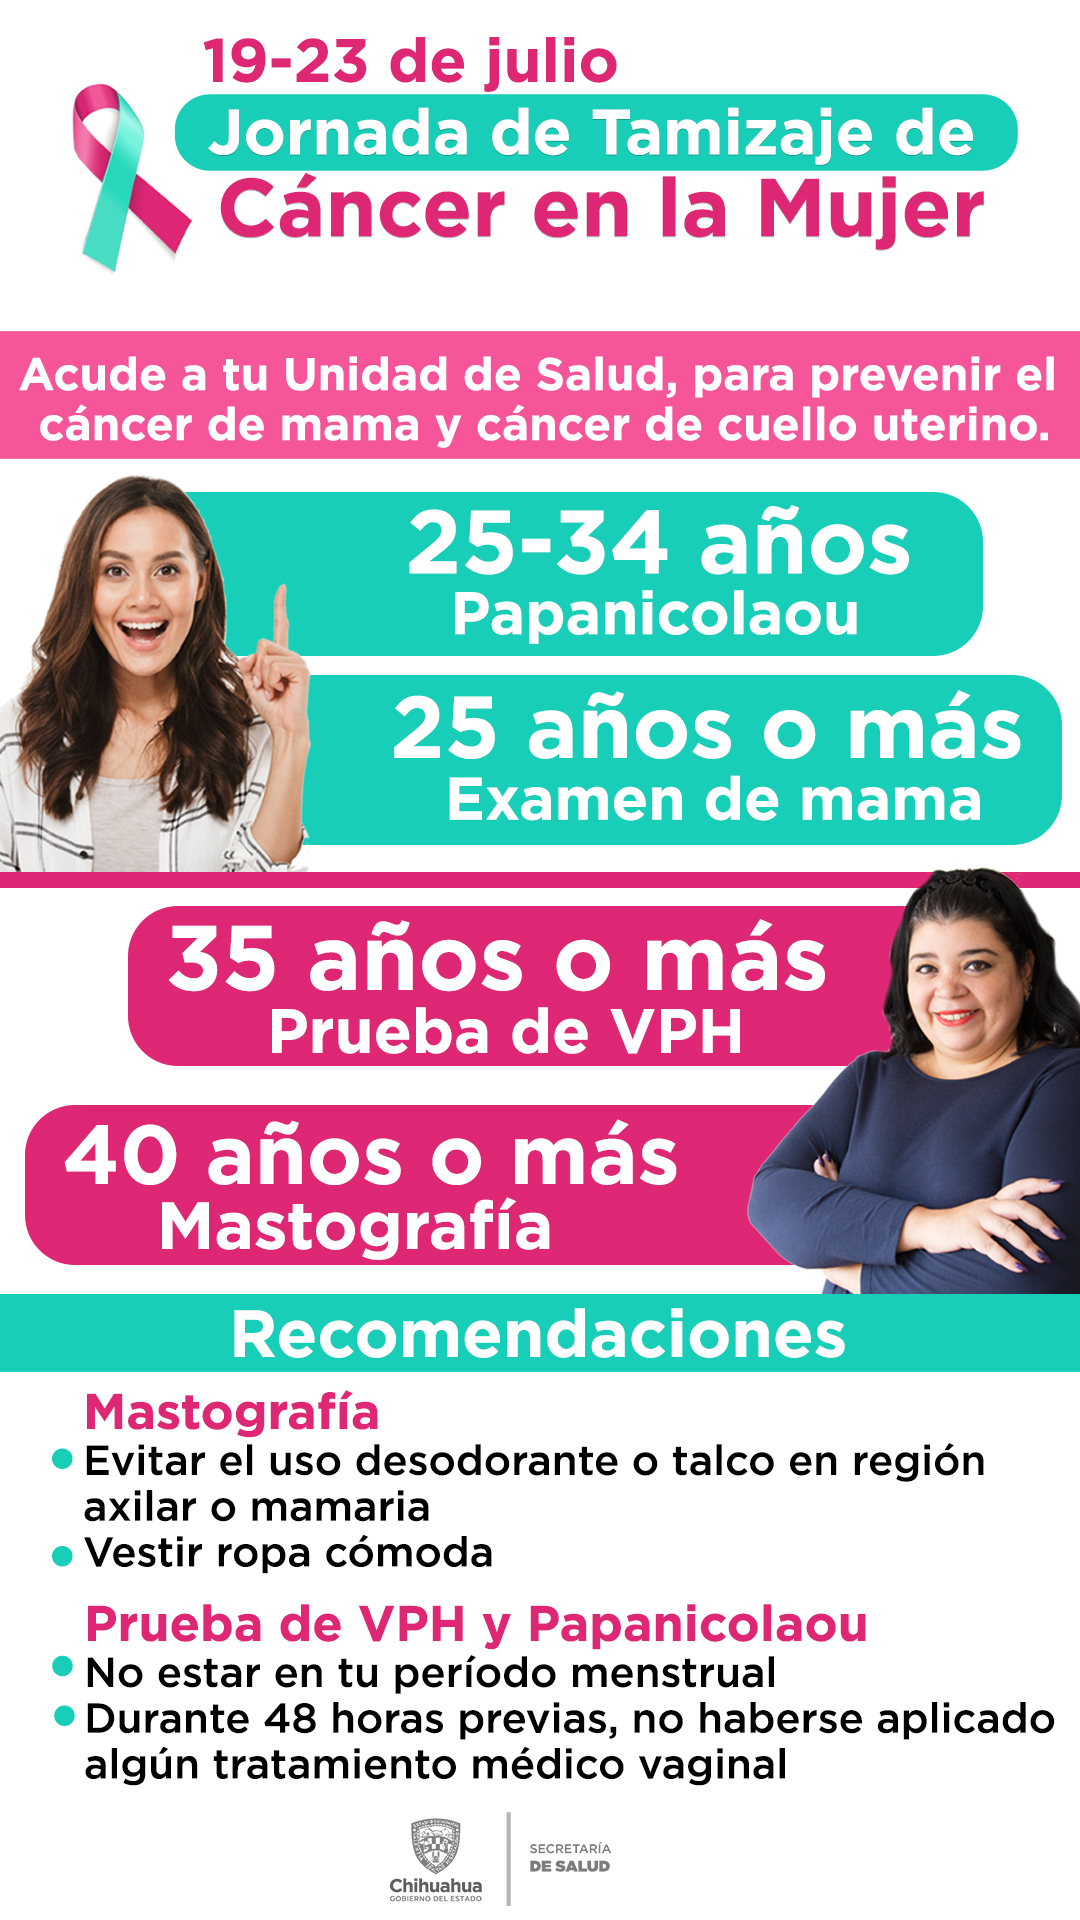 19-23 de julio
Jornada de Tamizaje de
Cáncer en la Mujer
Acude a tu Unidad de Salud, para prevenir el
cáncer de mama y cáncer de cuello uterino.
25-34 años
Papanicolaou
25 años o más
Examen de mama
35 años o más
Prueba de VPH
40 años o más
Mastografía
Recomendaciones
Mastografía
Evitar el uso desodorante o talco en región
axilar o mamaria
Vestir ropa cómoda
Prueba de VPH y Papanicolaou
No estar en tu período menstrual
Durante 48 horas previas, no haberse aplicado
algún tratamiento médico vaginal
Chihuahua
GOBIERNO DEL ESTADO
SECRETARÍA
DE SALUD